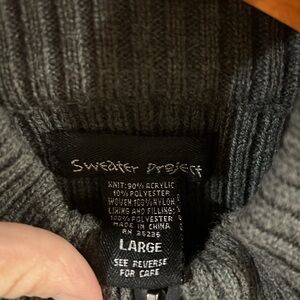 Sweater Project
KNIT: 90% ACRYLIC
10% POLYESTER
WOVEN: 100% NYLON
LINING AND FILLING:
100% POLYESTER
MADE IN CHINA
RN 35235
LARGE
SEE REVERSE
FOR CARE